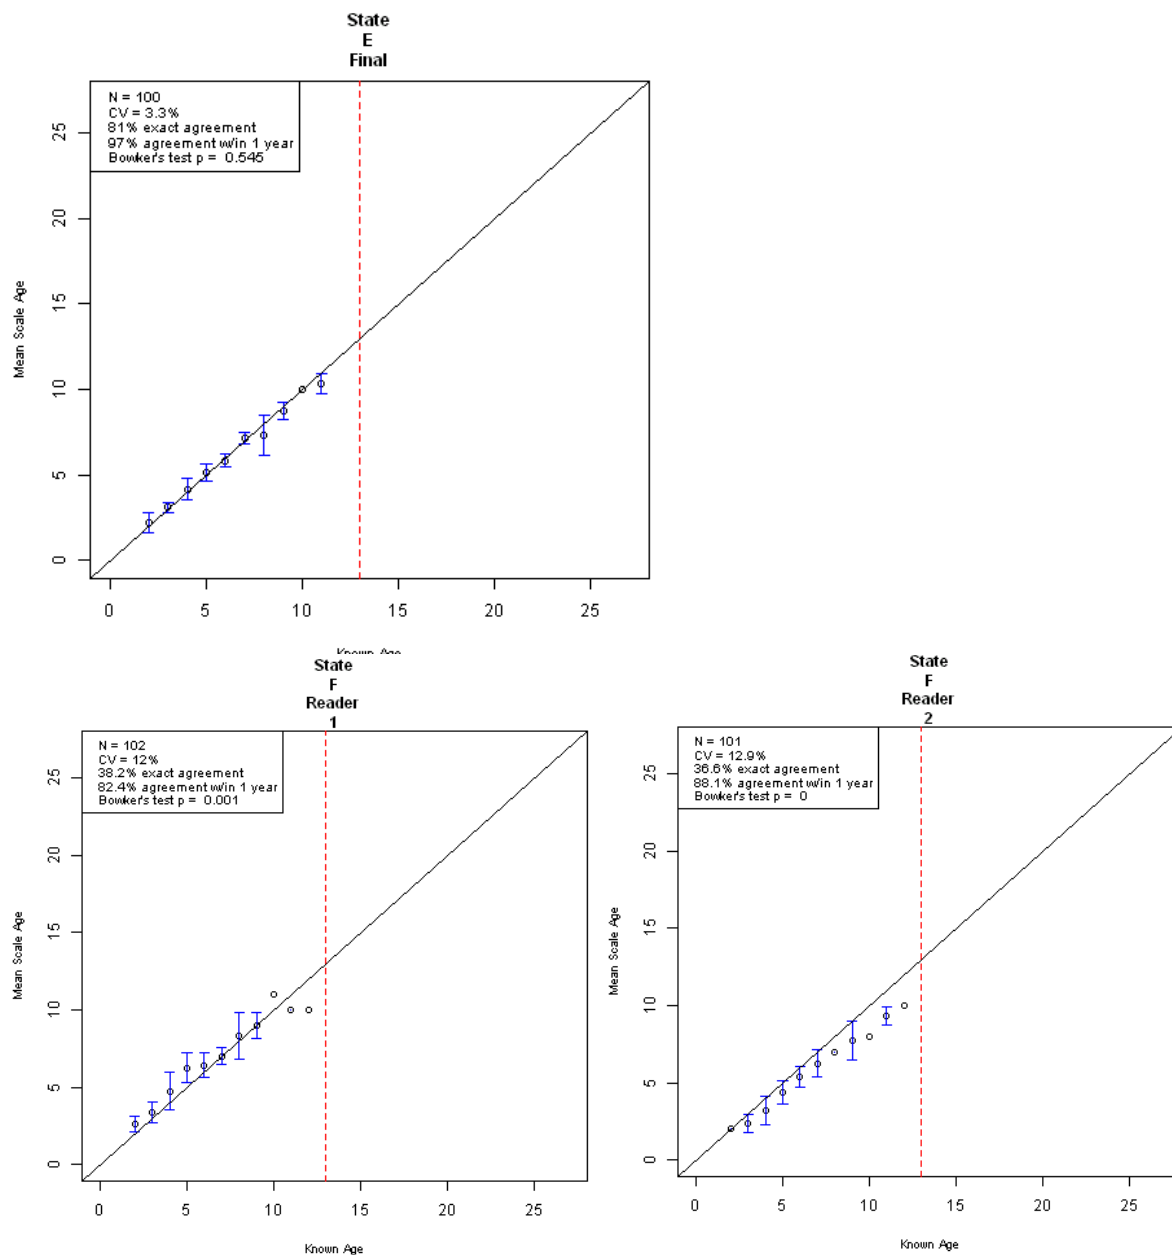 State
E
Final
N = 100
CV = 3.3%
81% exact agreement
97% agreement w/in 1 year
Bowker's test p = 0.545
25
20
15
10
5
0
Mean Scale Age
0 5 10 15 20 25
Known Age
State
F
Reader
1
N = 102
CV = 12%
38.2% exact agreement
82.4% agreement w/in 1 year
Bowker's test p = 0.001
25
20
15
10
5
0
Mean Scale Age
0 5 10 15 20 25
Known Age
State
F
Reader
2
N = 101
CV = 12.9%
36.6% exact agreement
88.1% agreement w/in 1 year
Bowker's test p = 0
25
20
15
10
5
0
Mean Scale Age
0 5 10 15 20 25
Known Age